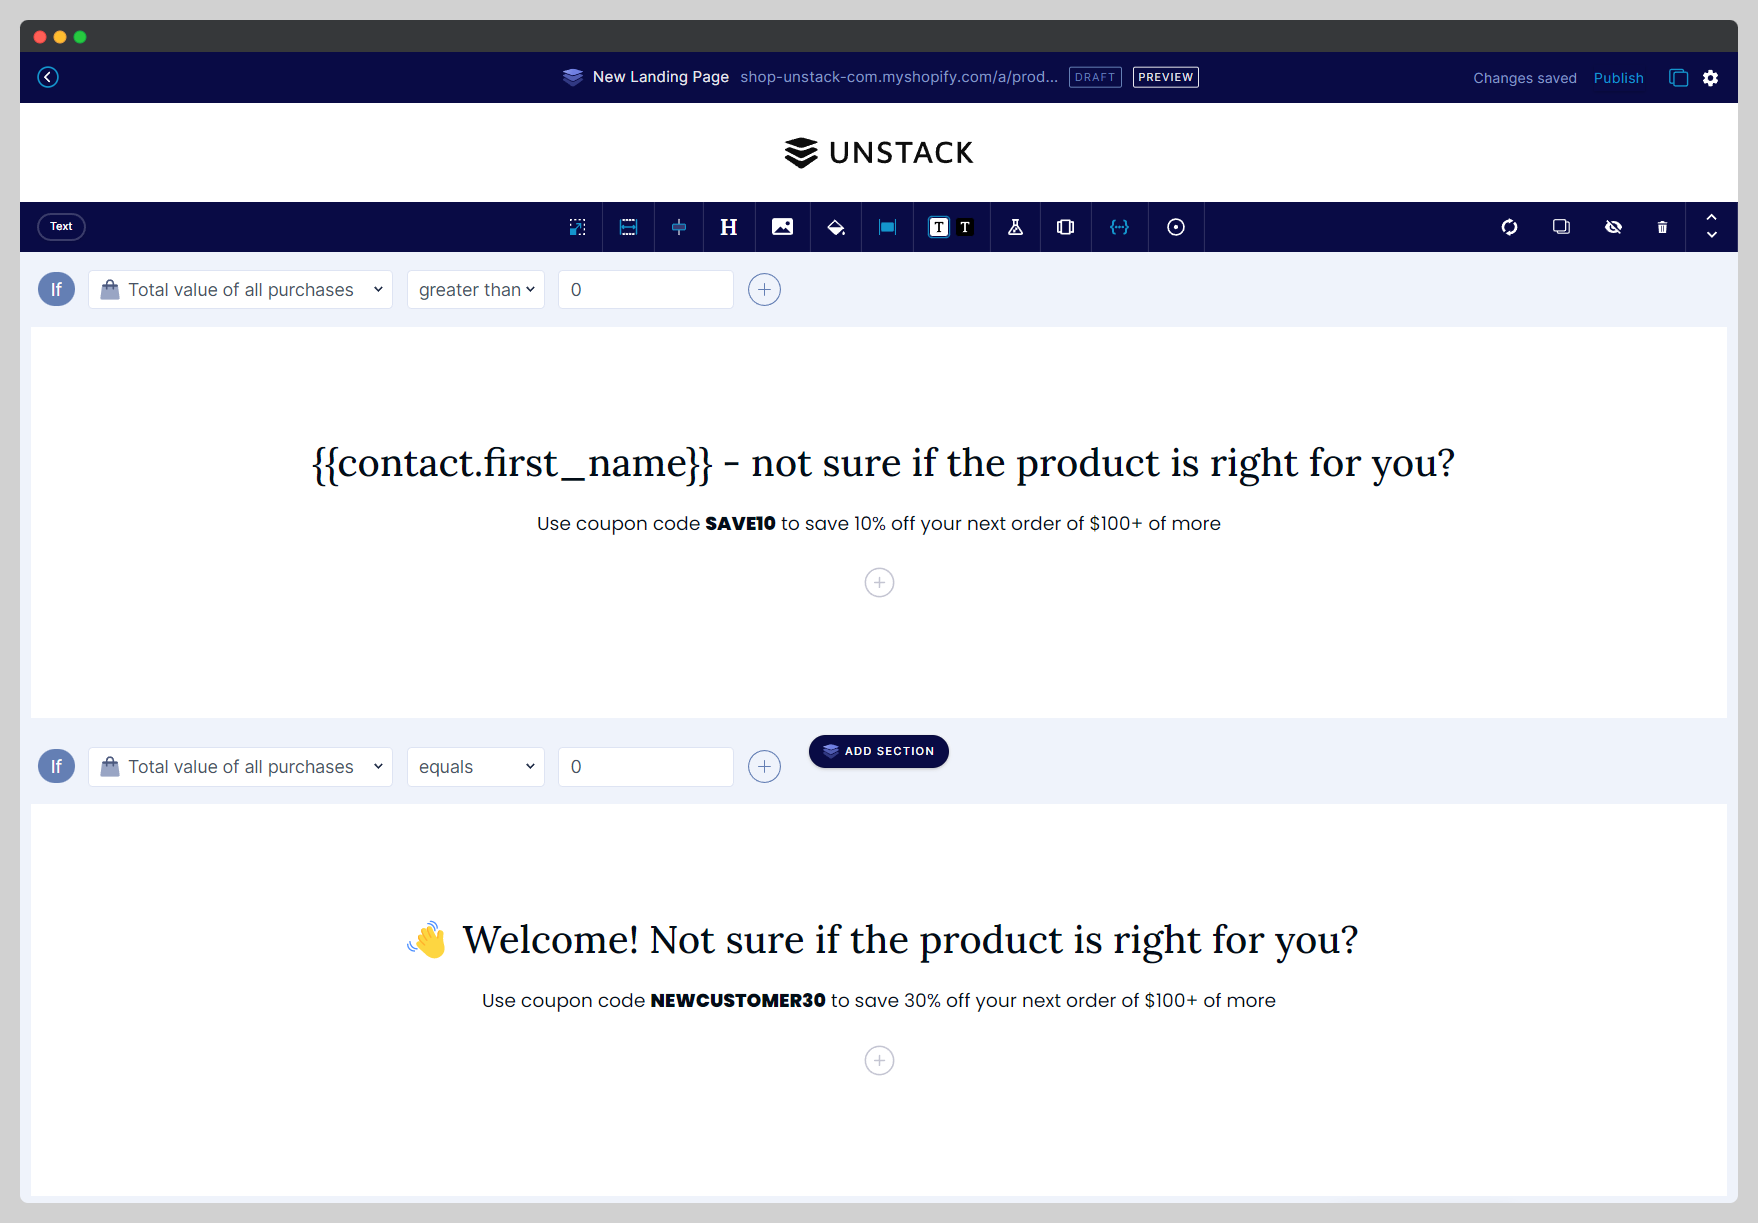 New Landing Page shop-unstack-com.myshopify.com/a/prod... DRAFT PREVIEW Changes saved Publish
UNSTACK
Text H T T
If Total value of all purchases greater than 0
{{contact.first_name}} - not sure if the product is right for you?
Use coupon code SAVE10 to save 10% off your next order of $100+ of more
ADD SECTION
If Total value of all purchases equals 0
👋 Welcome! Not sure if the product is right for you?
Use coupon code NEWCUSTOMER30 to save 30% off your next order of $100+ of more